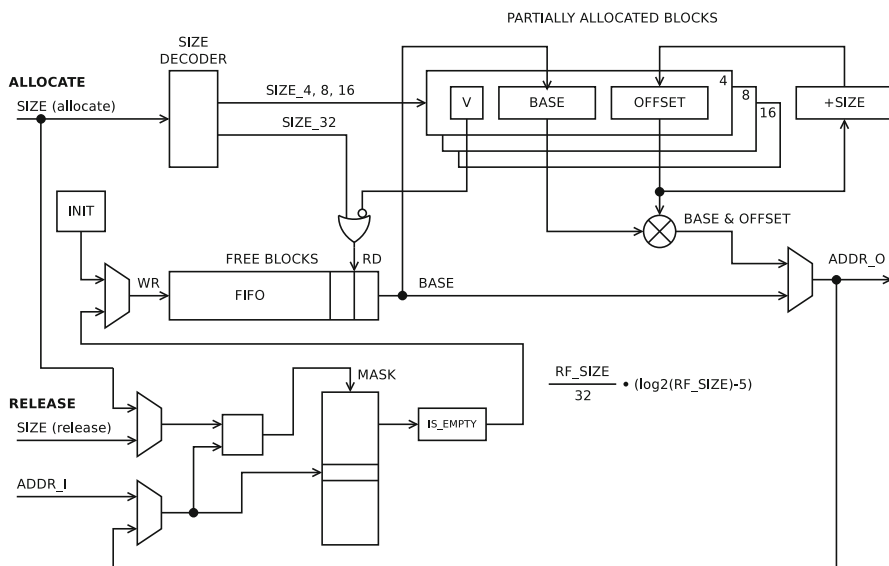 PARTIALLY ALLOCATED BLOCKS
SIZE
DECODER
ALLOCATE
SIZE (allocate)
SIZE_4, 8, 16
SIZE_32
V
BASE
OFFSET
4
8
16
+SIZE
INIT
BASE & OFFSET
FREE BLOCKS
RD
WR
FIFO
BASE
ADDR_O
MASK
RF_SIZE
32
• (log2(RF_SIZE)-5)
RELEASE
SIZE (release)
IS_EMPTY
ADDR_I